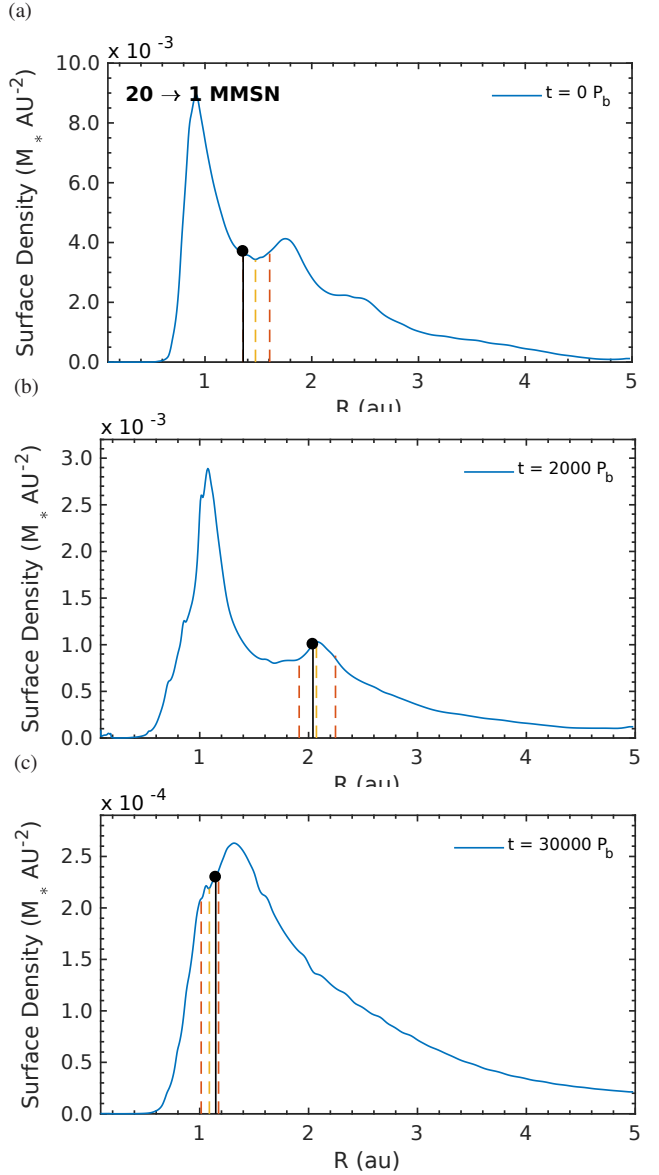 (a)
x 10 -3
10.0
20 → 1 MMSN
t = 0 P_b
8.0
6.0
4.0
2.0
0.0
Surface Density (M_* AU^-2)
1 2 3 4 5
R (au)
(b)
x 10 -3
3.0
t = 2000 P_b
2.5
2.0
1.5
1.0
0.5
0.0
Surface Density (M_* AU^-2)
1 2 3 4 5
R (au)
(c)
x 10 -4
t = 30000 P_b
2.5
2.0
1.5
1.0
0.5
0.0
Surface Density (M_* AU^-2)
1 2 3 4 5
R (au)